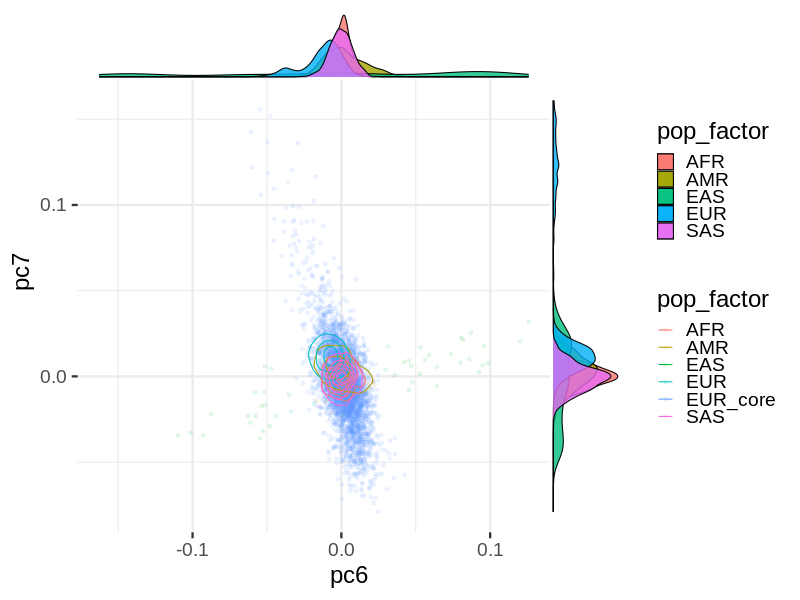 pop_factor
AFR
AMR
EAS
EUR
SAS
pop_factor
AFR
AMR
EAS
EUR
EUR_core
SAS
pc7
0.1
0.0
-0.1
0.0
0.1
pc6